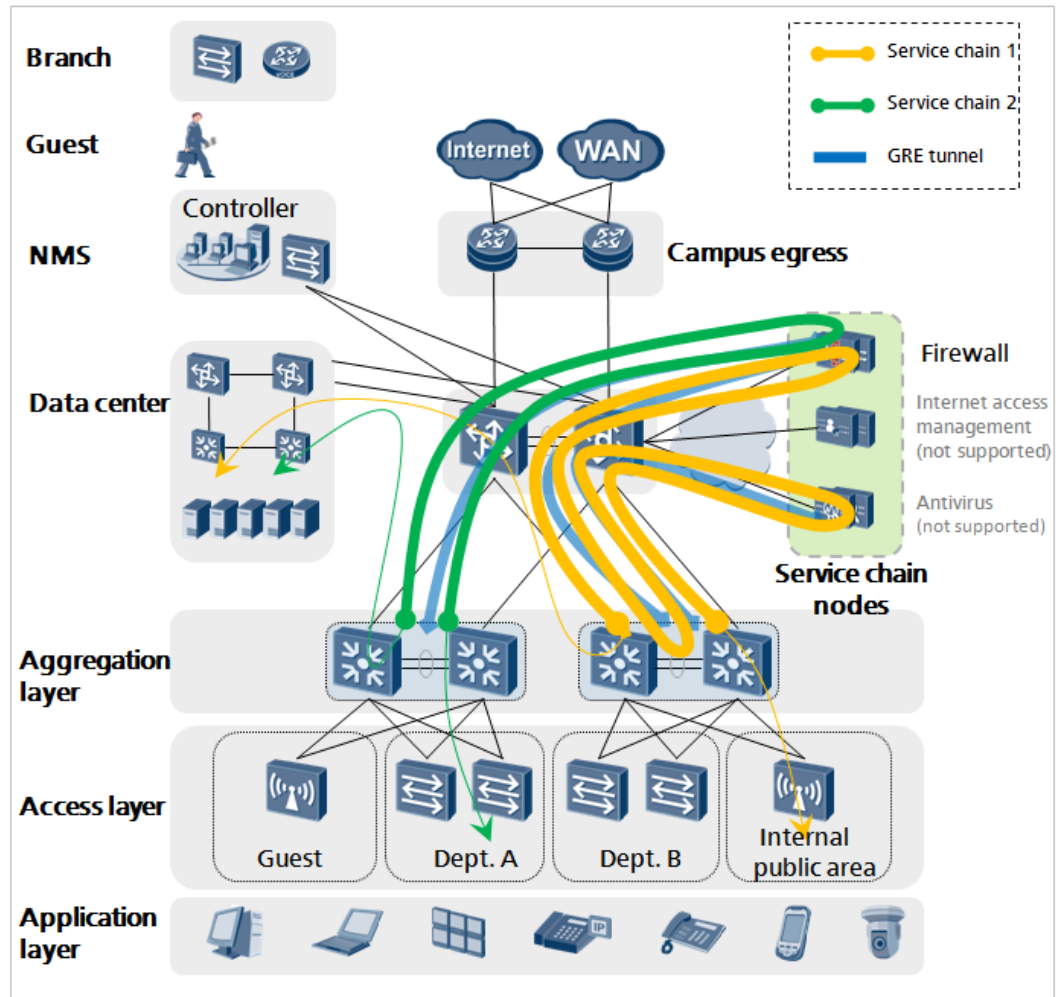 Branch
Guest
NMS
Controller
Internet
WAN
Campus egress
Service chain 1
Service chain 2
GRE tunnel
Data center
Firewall
Internet access
management
(not supported)
Antivirus
(not supported)
Service chain
nodes
Aggregation
layer
Access layer
Guest
Dept. A
Dept. B
Internal
public area
Application
layer
IP